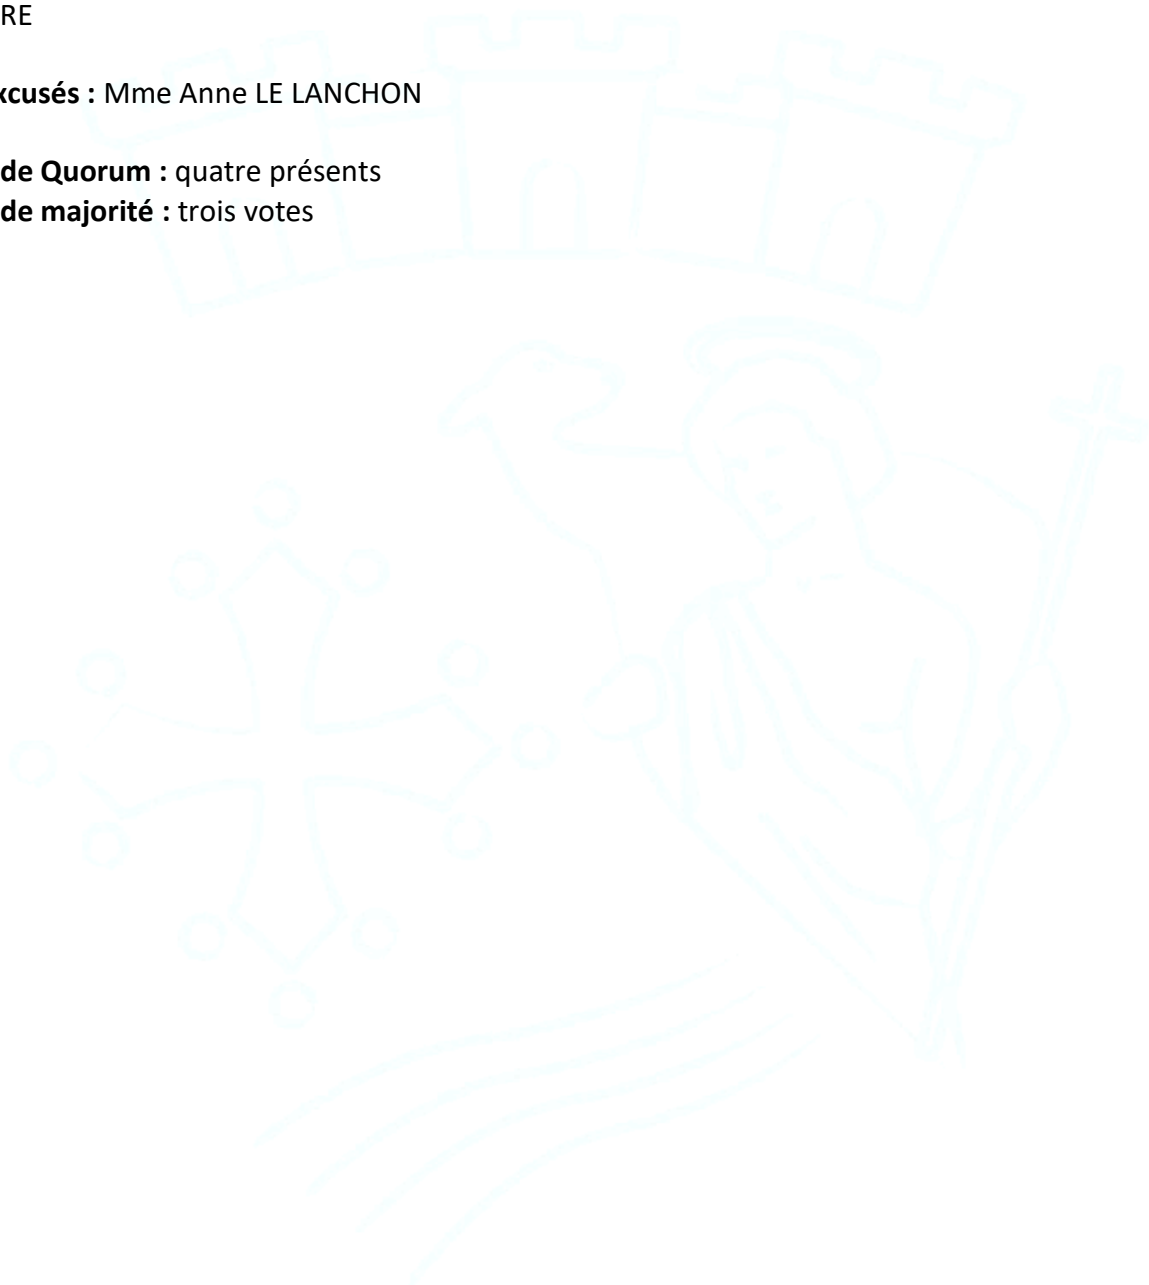 RE
xcusés : Mme Anne LE LANCHON
de Quorum : quatre présents
de majorité : trois votes